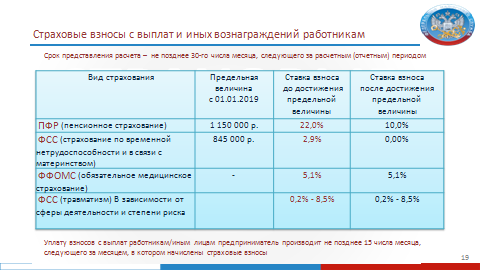 Страховые взносы с выплат и иных вознаграждений работникам
Срок представления расчета – не позднее 30-го числа месяца, следующего за расчетным (отчетным) периодом
Вид страхования
Предельная
величина
с 01.01.2019
Ставка взноса
до достижения
предельной
величины
Ставка взноса
после достижения
предельной
величины
ПФР (пенсионное страхование)
1 150 000 р.
22,0%
10,0%
ФСС (страхование по временной
нетрудоспособности и в связи с
материнством)
845 000 р.
2,9%
0,00%
ФФОМС (обязательное медицинское
страхование)
-
5,1%
5,1%
ФСС (травматизм) В зависимости от
сферы деятельности и степени риска
0,2% - 8,5%
0,2% - 8,5%
Уплату взносов с выплат работникам/иным лицам предприниматель производит не позднее 15 числа месяца,
следующего за месяцем, в котором начислены страховые взносы
19